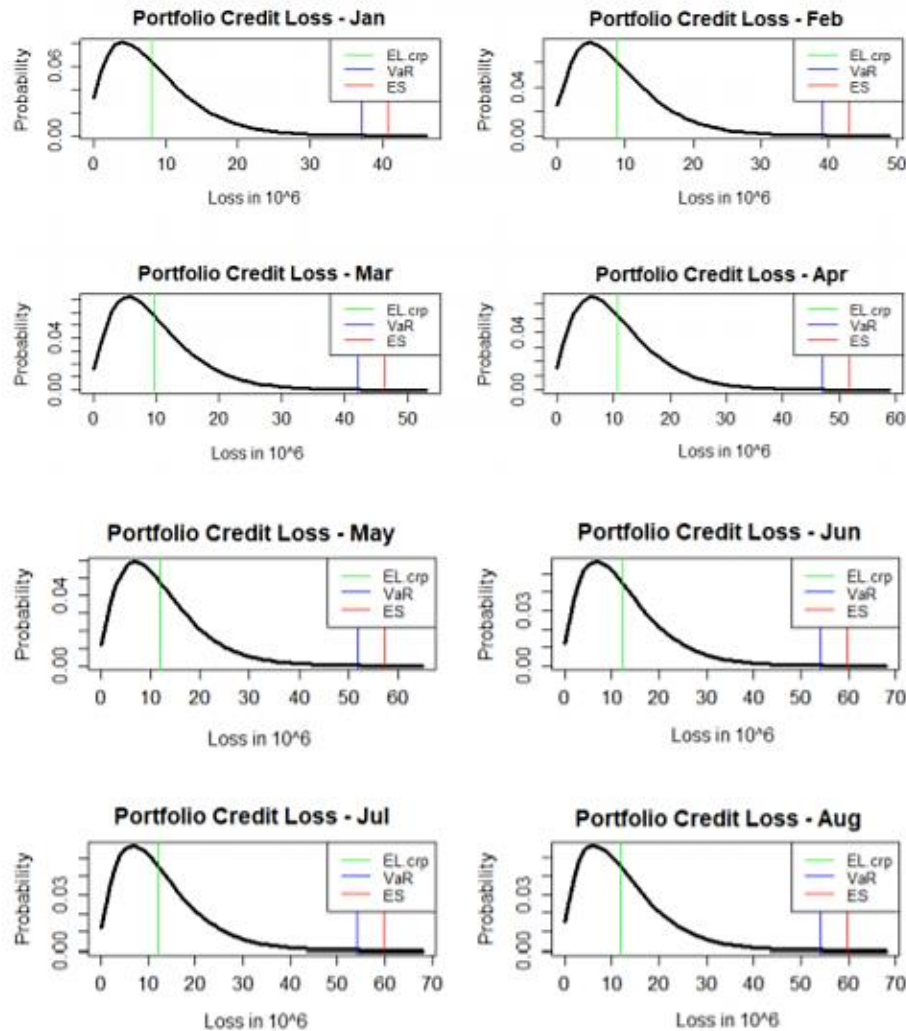 Portfolio Credit Loss - Jan
Probability
0.00 0.06
EL.crp
VaR
ES
0 10 20 30 40
Loss in 10^6
Portfolio Credit Loss - Feb
Probability
0.00 0.04
EL.crp
VaR
ES
0 10 20 30 40 50
Loss in 10^6
Portfolio Credit Loss - Mar
Probability
0.00 0.04
EL.crp
VaR
ES
0 10 20 30 40 50
Loss in 10^6
Portfolio Credit Loss - Apr
Probability
0.00 0.04
EL.crp
VaR
ES
0 10 20 30 40 50 60
Loss in 10^6
Portfolio Credit Loss - May
Probability
0.00 0.04
EL.crp
VaR
ES
0 10 20 30 40 50 60
Loss in 10^6
Portfolio Credit Loss - Jun
Probability
0.00 0.03
EL.crp
VaR
ES
0 10 20 30 40 50 60 70
Loss in 10^6
Portfolio Credit Loss - Jul
Probability
0.00 0.03
EL.crp
VaR
ES
0 10 20 30 40 50 60 70
Loss in 10^6
Portfolio Credit Loss - Aug
Probability
0.00 0.03
EL.crp
VaR
ES
0 10 20 30 40 50 60 70
Loss in 10^6